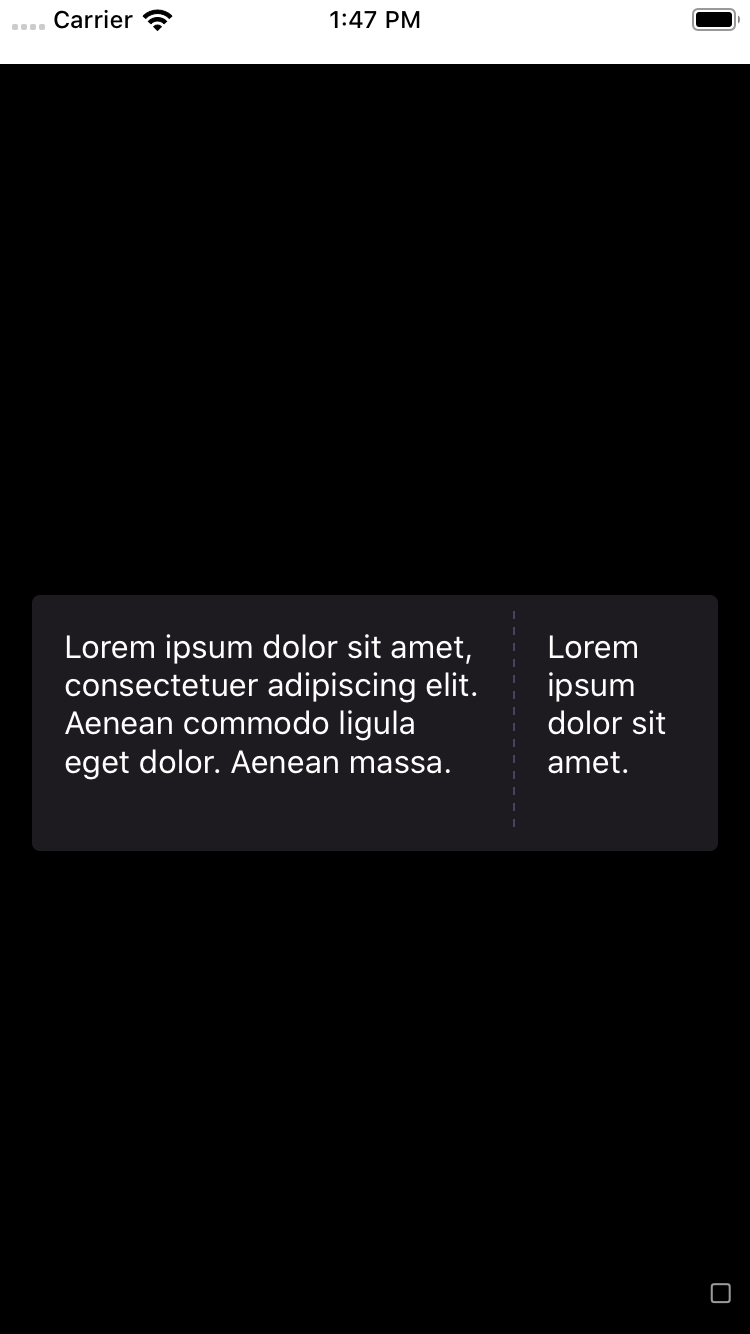 Carrier 1:47 PM
Lorem ipsum dolor sit amet,
consectetuer adipiscing elit.
Aenean commodo ligula
eget dolor. Aenean massa.
Lorem
ipsum
dolor sit
amet.